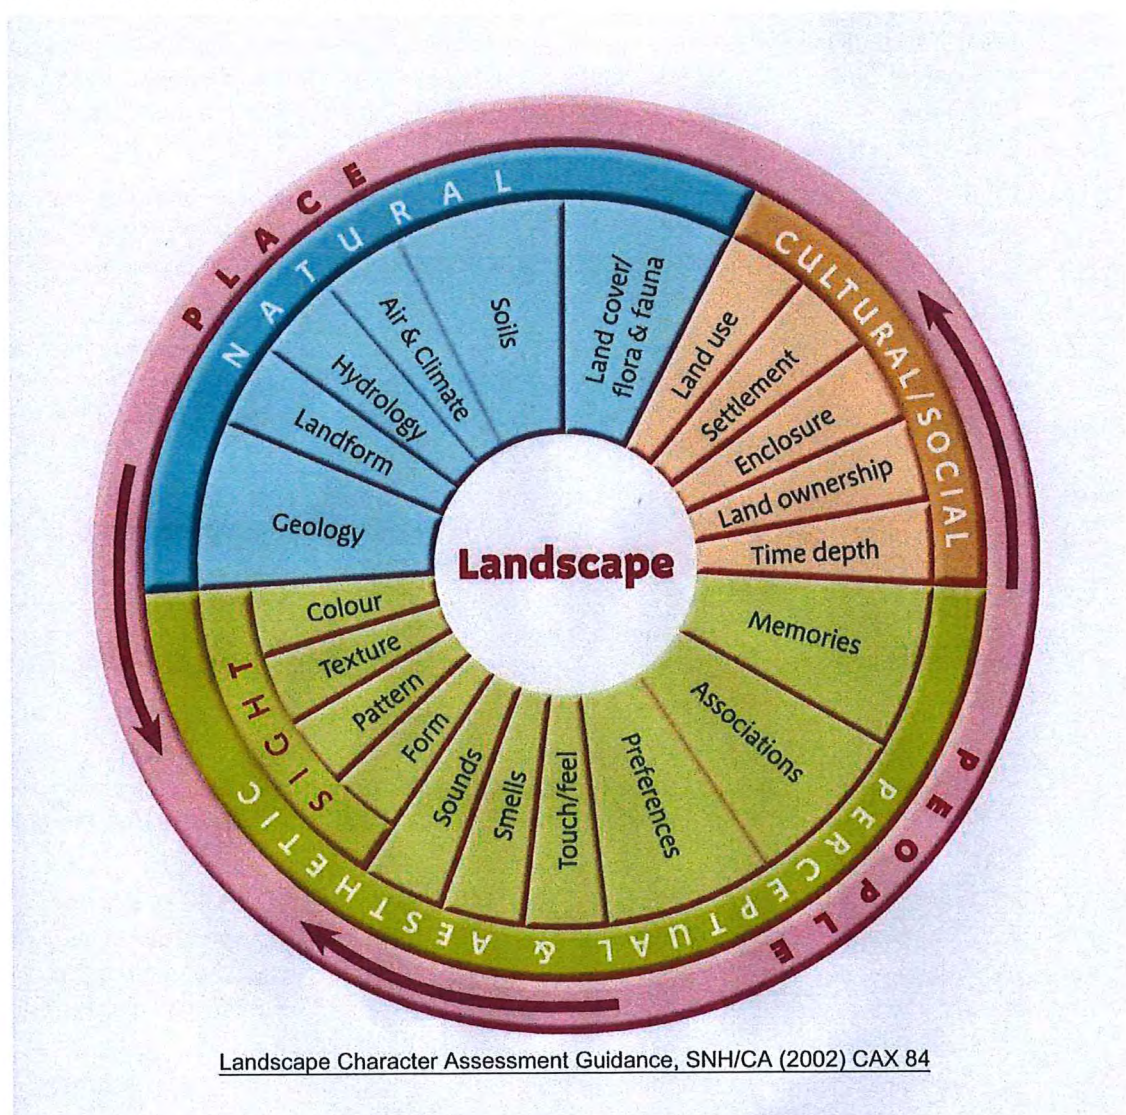 PLACE
NATURAL
CULTURAL/SOCIAL
Geology
Landform
Hydrology
Air & Climate
Soils
Land cover/
flora & fauna
Land use
Settlement
Enclosure
Land ownership
Time depth
Landscape
Colour
Texture
Pattern
Form
SIGHT
Sounds
Smells
Touch/feel
Preferences
Associations
Memories
PERCEPTUAL & AESTHETIC
PEOPLE
Landscape Character Assessment Guidance, SNH/CA (2002) CAX 84